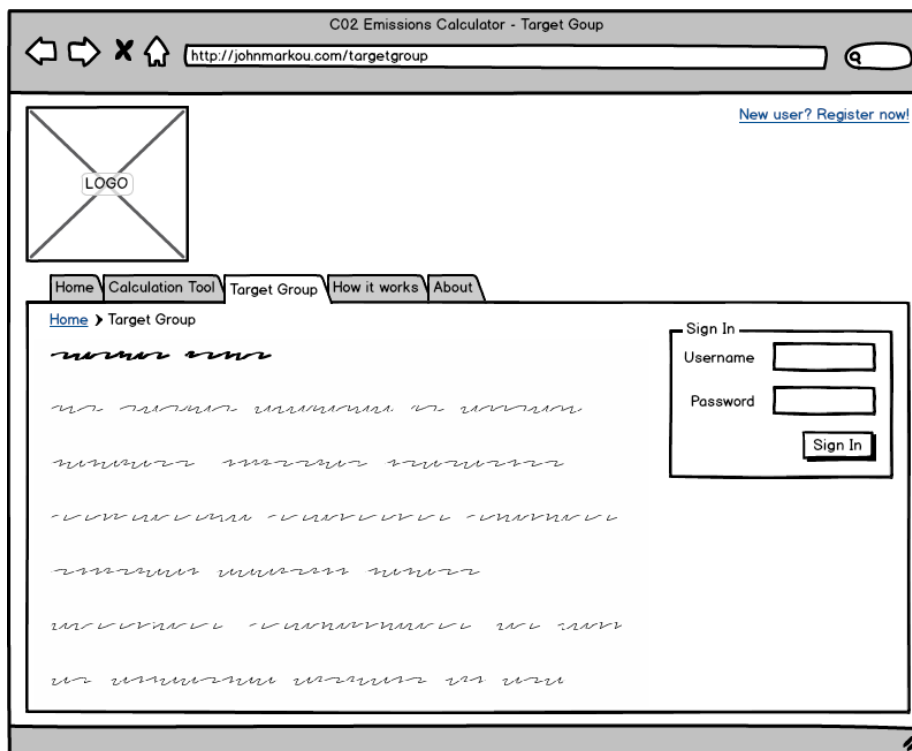 C02 Emissions Calculator - Target Goup
http://johnmarkou.com/targetgroup
New user? Register now!
LOGO
Home Calculation Tool Target Group How it works About
Home > Target Group
Sign In
Username
Password
Sign In